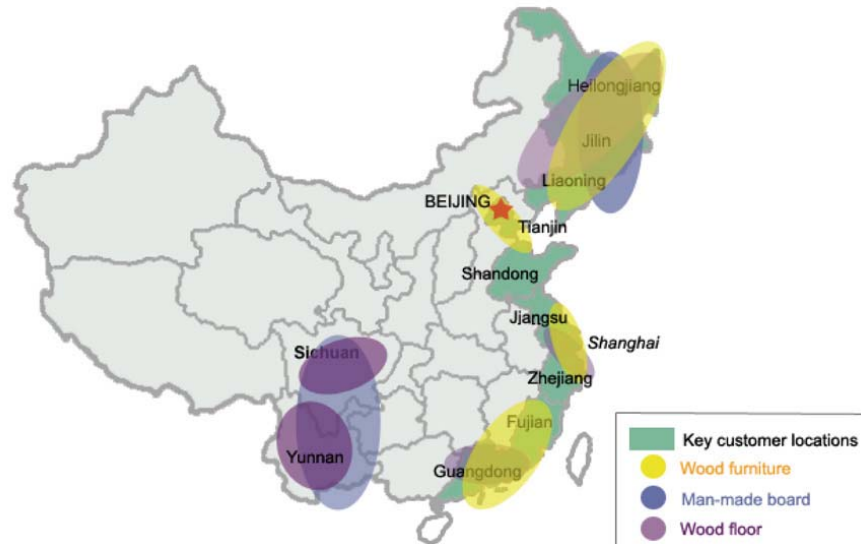 Heilongjiang
Jilin
Liaoning
BEIJING
Tianjin
Shandong
Jjangsu
Shanghai
Sichuan
Zhejiang
Fujian
Yunnan
Guangdong
Key customer locations
Wood furniture
Man-made board
Wood floor